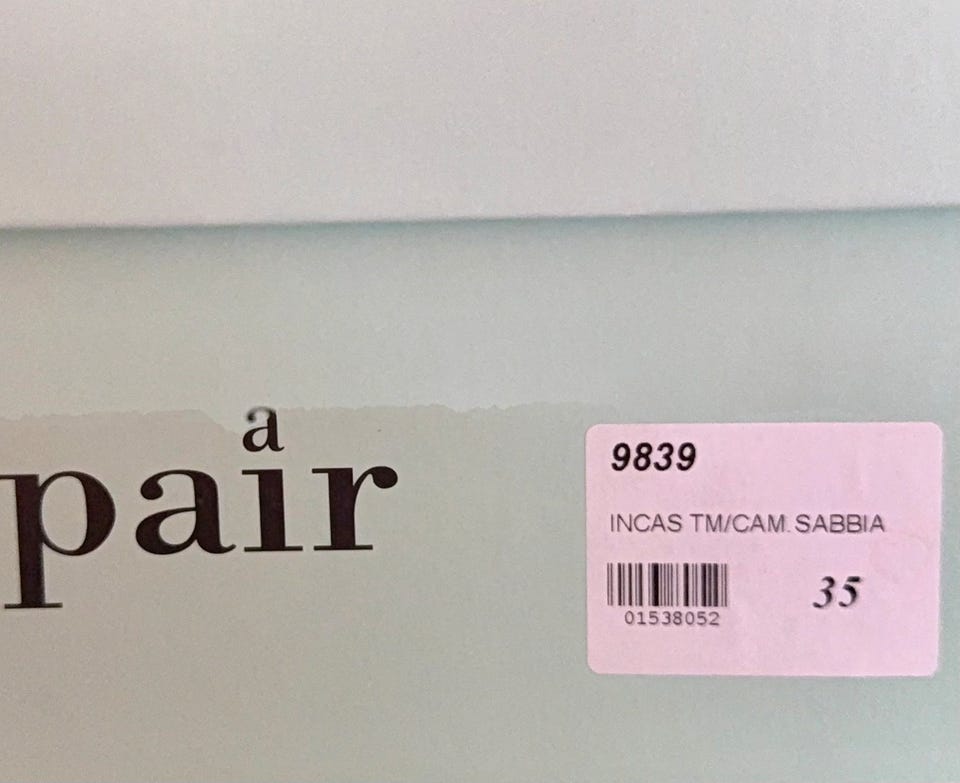 a
pair
9839
INCAS TM/CAM. SABBIA
01538052
35